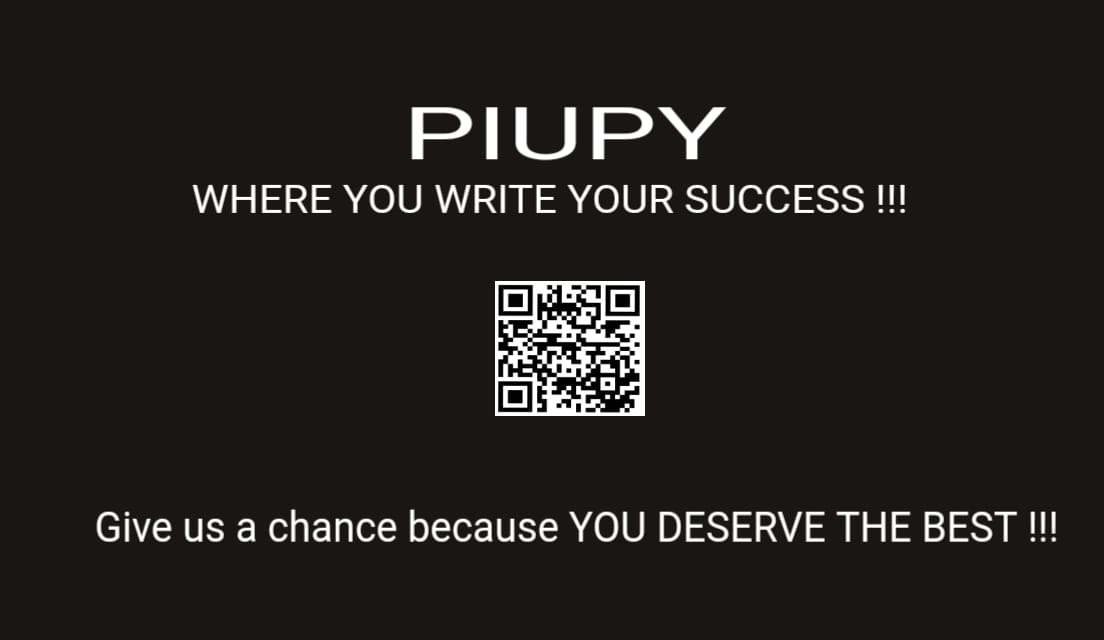 PIUPY
WHERE YOU WRITE YOUR SUCCESS !!!
Give us a chance because YOU DESERVE THE BEST !!!